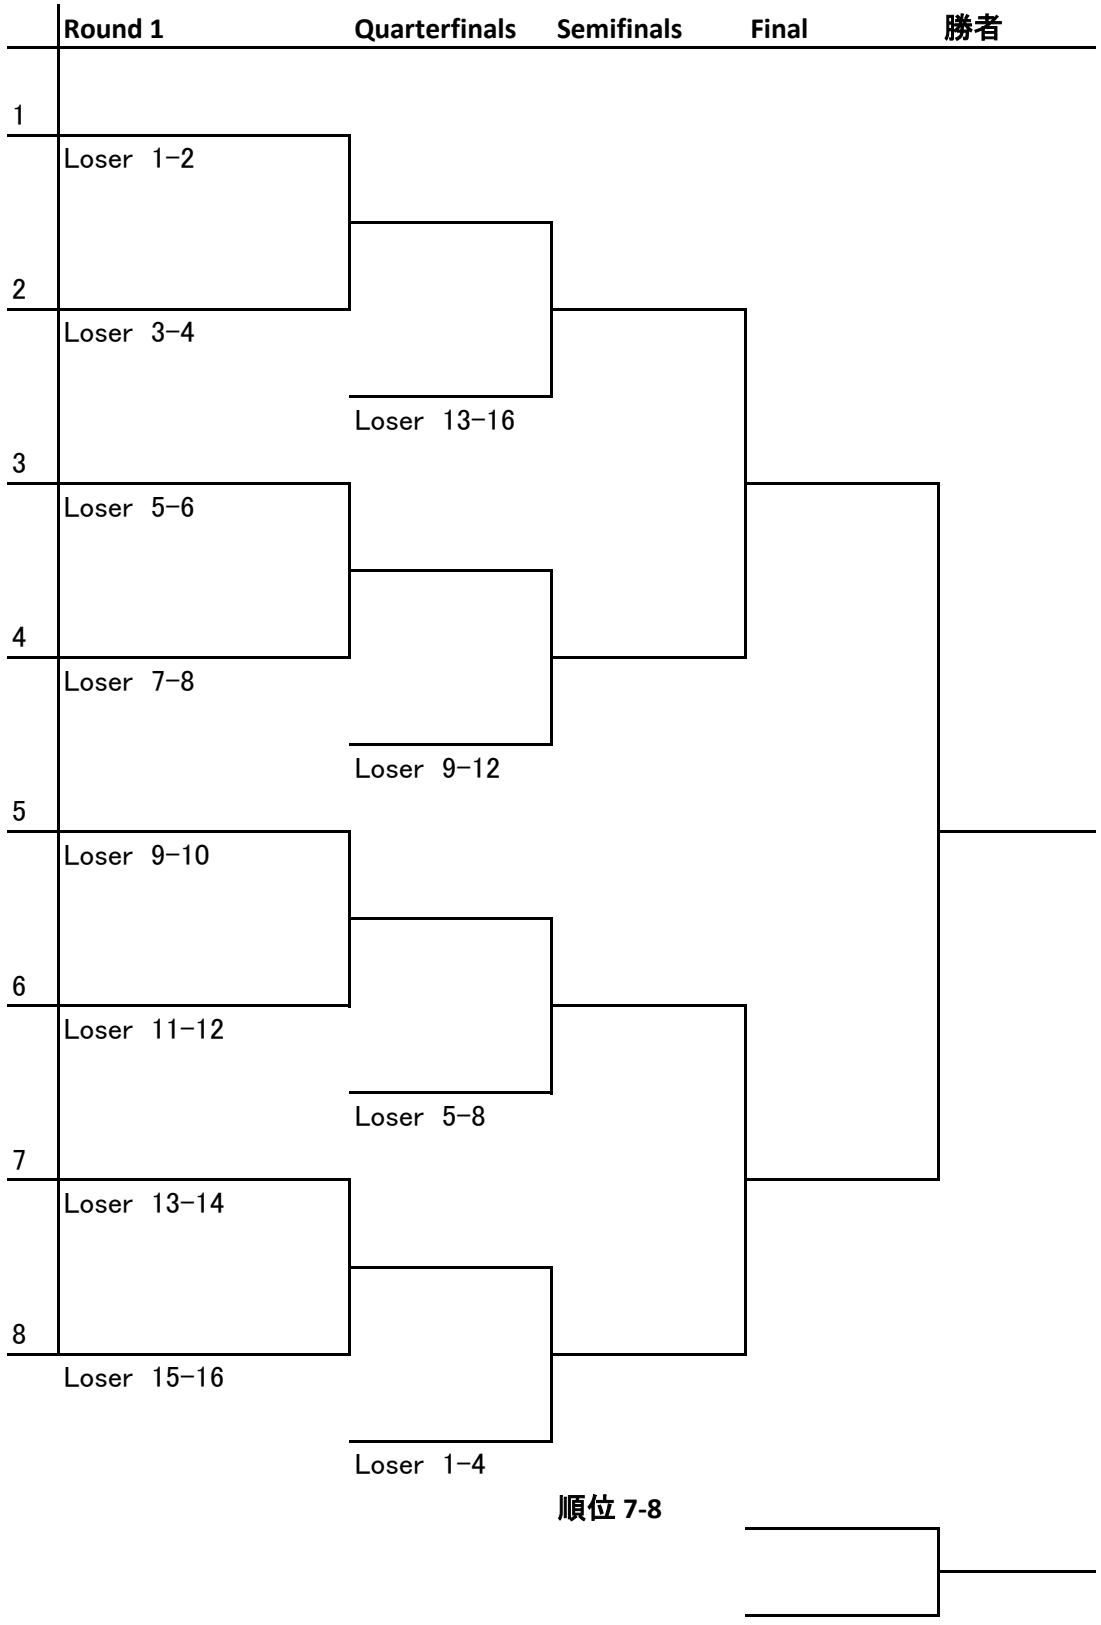 Round 1 Quarterfinals Semifinals Final 勝者
1
Loser 1-2
2
Loser 3-4
Loser 13-16
3
Loser 5-6
4
Loser 7-8
Loser 9-12
5
Loser 9-10
6
Loser 11-12
Loser 5-8
7
Loser 13-14
8
Loser 15-16
Loser 1-4
順位 7-8